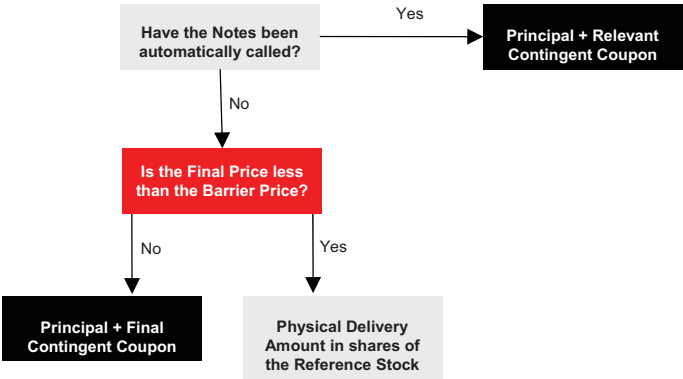 Yes
Have the Notes been
automatically called?
Principal + Relevant
Contingent Coupon
No
Is the Final Price less
than the Barrier Price?
No
Yes
Principal + Final
Contingent Coupon
Physical Delivery
Amount in shares of
the Reference Stock